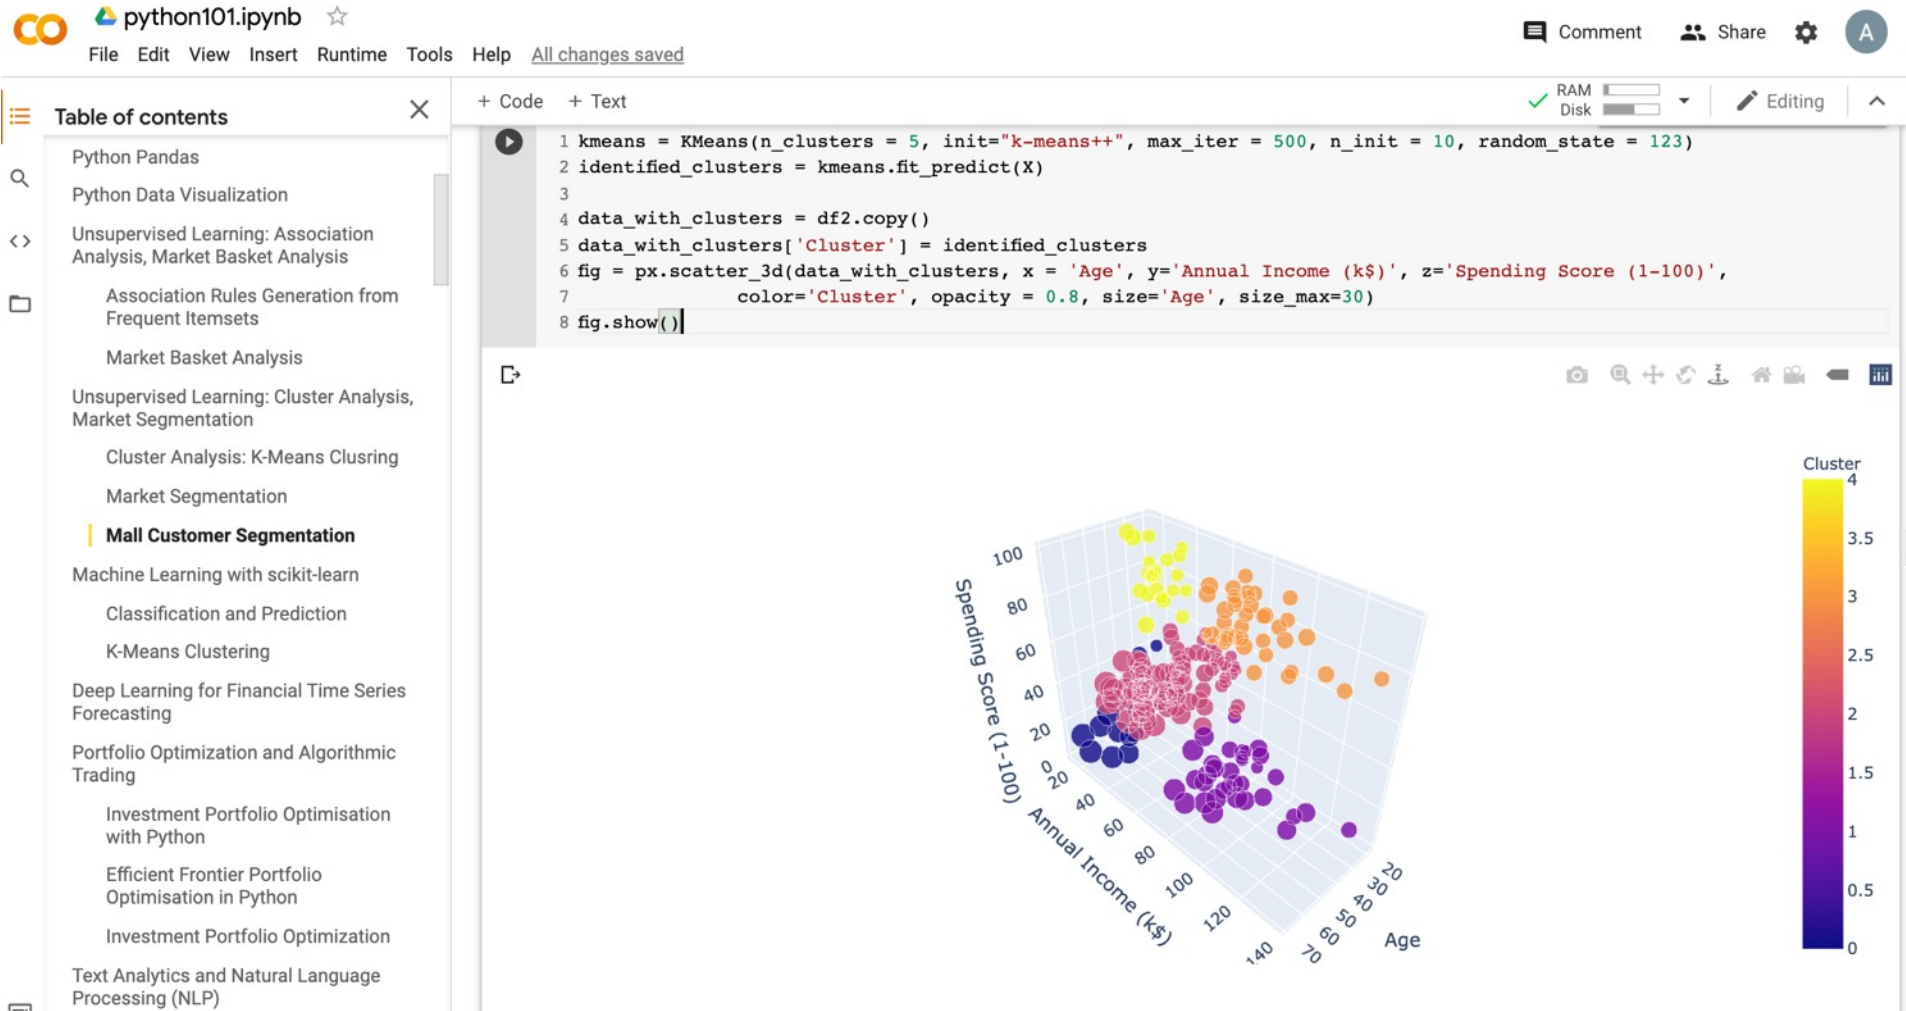 python101.ipynb
File Edit View Insert Runtime Tools Help All changes saved
Comment Share A
Table of contents
Python Pandas
Python Data Visualization
Unsupervised Learning: Association
Analysis, Market Basket Analysis
Association Rules Generation from
Frequent Itemsets
Market Basket Analysis
Unsupervised Learning: Cluster Analysis,
Market Segmentation
Cluster Analysis: K-Means Clusring
Market Segmentation
Mall Customer Segmentation
Machine Learning with scikit-learn
Classification and Prediction
K-Means Clustering
Deep Learning for Financial Time Series
Forecasting
Portfolio Optimization and Algorithmic
Trading
Investment Portfolio Optimisation
with Python
Efficient Frontier Portfolio
Optimisation in Python
Investment Portfolio Optimization
Text Analytics and Natural Language
Processing (NLP)
+ Code + Text
RAM
Disk
Editing
1 kmeans = KMeans(n_clusters = 5, init="k-means++", max_iter = 500, n_init = 10, random_state = 123)
2 identified_clusters = kmeans.fit_predict(X)
3
4 data_with_clusters = df2.copy()
5 data_with_clusters['Cluster'] = identified_clusters
6 fig = px.scatter_3d(data_with_clusters, x = 'Age', y='Annual Income (k$)', z='Spending Score (1-100)',
7 color='Cluster', opacity = 0.8, size='Age', size_max=30)
8 fig.show()
Spending Score (1-100)
100
80
60
40
20
0
Annual Income (k$)
20
40
60
80
100
120
140
Age
20
30
40
50
60
70
Cluster
4
3.5
3
2.5
2
1.5
1
0.5
0